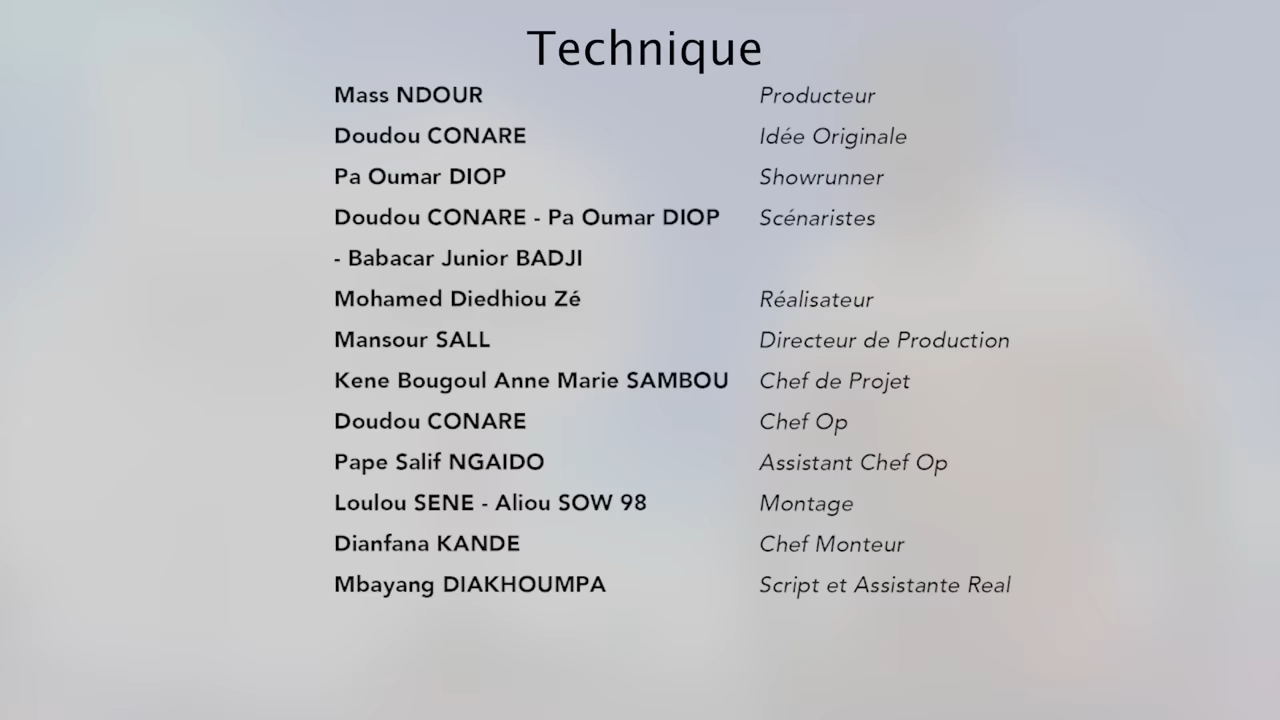 Technique
Mass NDOUR Producteur
Doudou CONARE Idée Originale
Pa Oumar DIOP Showrunner
Doudou CONARE - Pa Oumar DIOP Scénaristes
- Babacar Junior BADJI
Mohamed Diedhiou Zé Réalisateur
Mansour SALL Directeur de Production
Kene Bougoul Anne Marie SAMBOU Chef de Projet
Doudou CONARE Chef Op
Pape Salif NGAIDO Assistant Chef Op
Loulou SENE - Aliou SOW 98 Montage
Dianfana KANDE Chef Monteur
Mbayang DIAKHOUMPA Script et Assistante Real